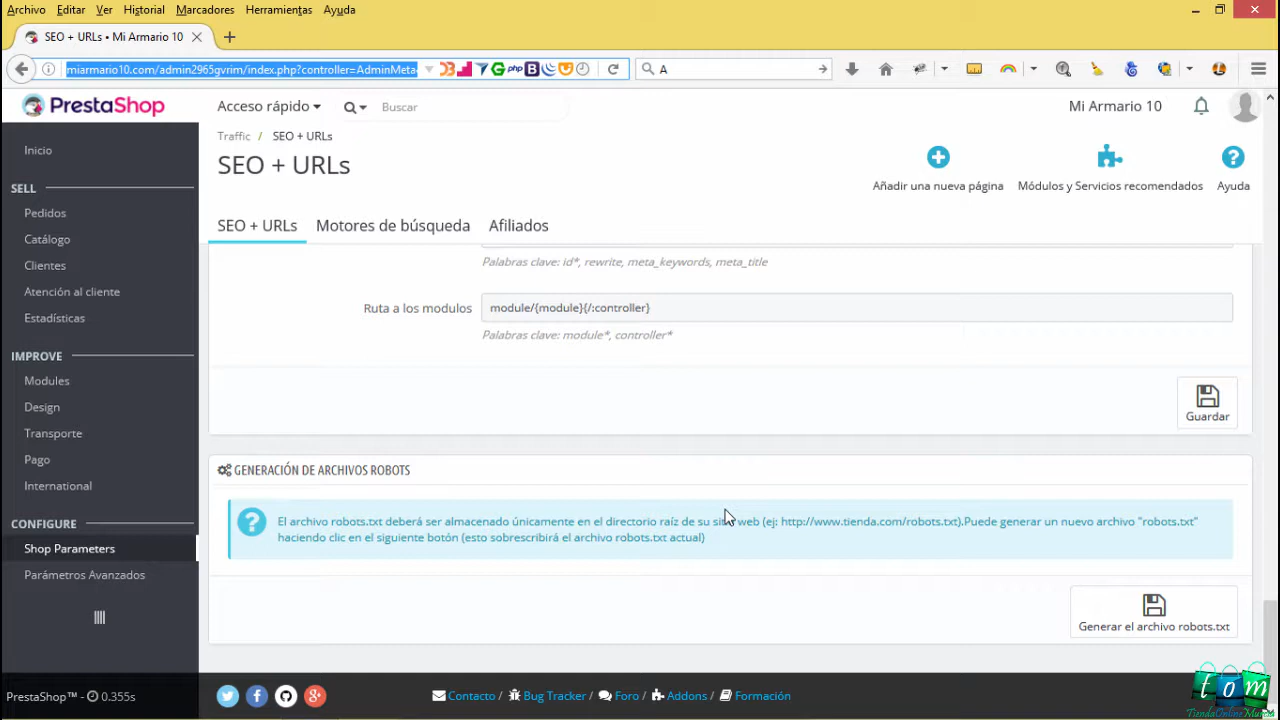 Archivo Editar Ver Historial Marcadores Herramientas Ayuda
SEO + URLs • Mi Armario 10
miarmario10.com/admin2965gvrim/index.php?controller=AdminMeta
php
B
A
PrestaShop
Acceso rápido
Buscar
Mi Armario 10
Inicio
SELL
Pedidos
Catálogo
Clientes
Atención al cliente
Estadísticas
IMPROVE
Modules
Design
Transporte
Pago
International
CONFIGURE
Shop Parameters
Parámetros Avanzados
PrestaShop™ - 0.355s
Traffic / SEO + URLs
SEO + URLs
Añadir una nueva página
Módulos y Servicios recomendados
Ayuda
SEO + URLs Motores de búsqueda Afiliados
Palabras clave: id*, rewrite, meta_keywords, meta_title
Ruta a los modulos
module/{module}{/:controller}
Palabras clave: module*, controller*
Guardar
GENERACIÓN DE ARCHIVOS ROBOTS
El archivo robots.txt deberá ser almacenado únicamente en el directorio raíz de su sitio web (ej: http://www.tienda.com/robots.txt).Puede generar un nuevo archivo "robots.txt"
haciendo clic en el siguiente botón (esto sobrescribirá el archivo robots.txt actual)
Generar el archivo robots.txt
Contacto / Bug Tracker / Foro / Addons / Formación
tom
TiendaOnlineMurcia